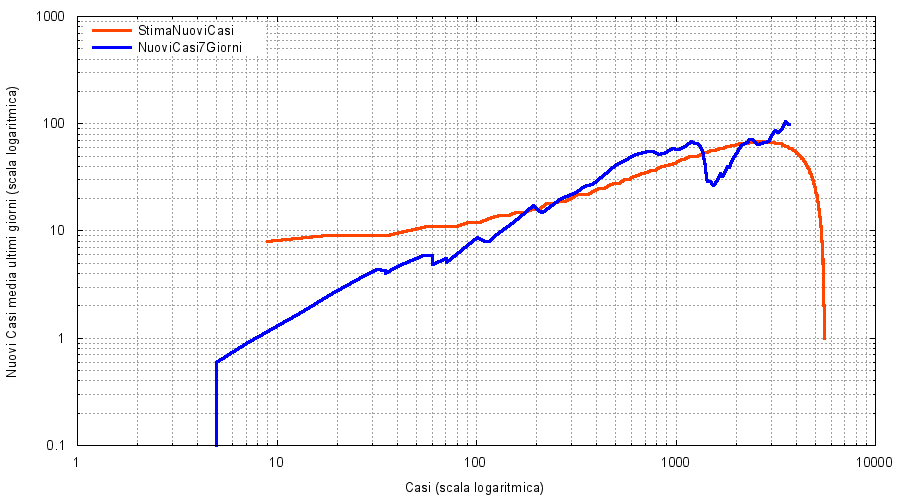 1000
StimaNuoviCasi
NuoviCasi7Giorni
100
10
1
0.1
Nuovi Casi media ultimi giorni (scala logaritmica)
1 10 100 1000 10000
Casi (scala logaritmica)